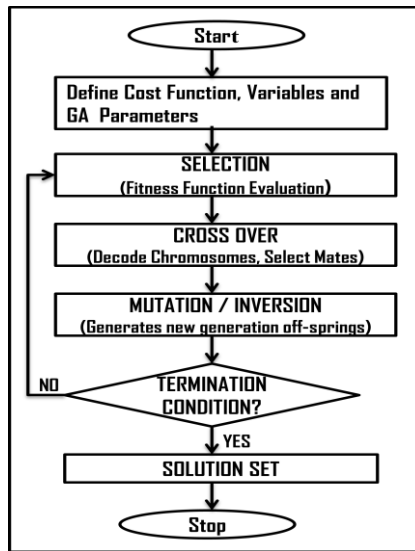 Start
Define Cost Function, Variables and
GA Parameters
SELECTION
(Fitness Function Evaluation)
CROSS OVER
(Decode Chromosomes, Select Mates)
MUTATION / INVERSION
(Generates new generation off-springs)
NO
TERMINATION
CONDITION?
YES
SOLUTION SET
Stop